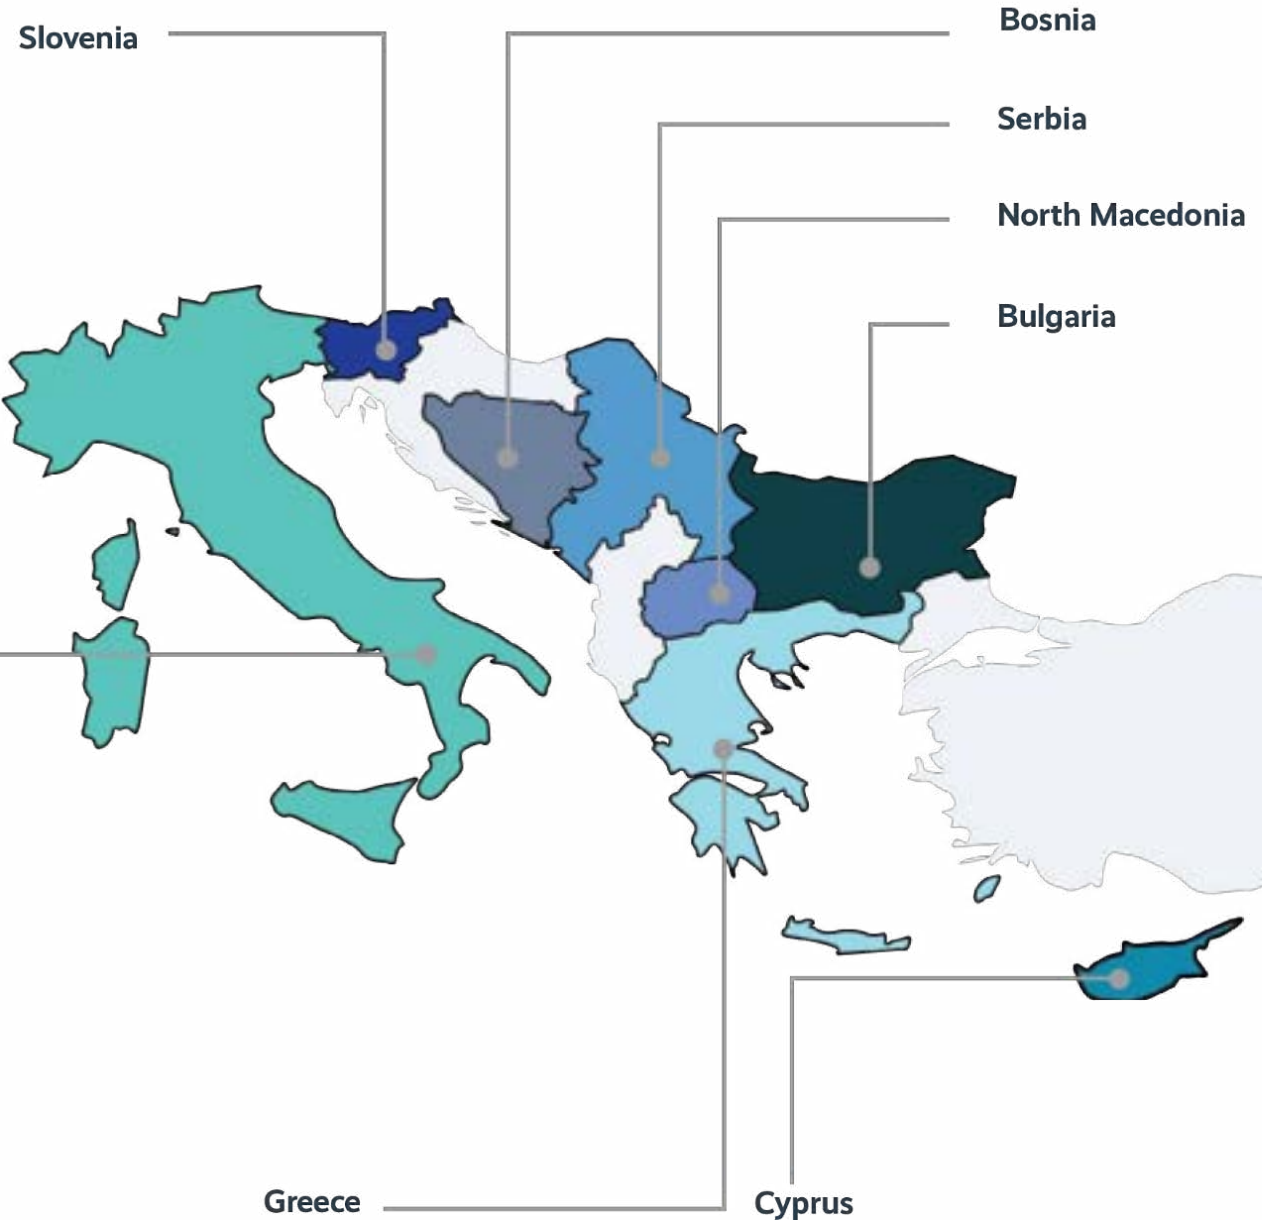 Slovenia
Bosnia
Serbia
North Macedonia
Bulgaria
Greece
Cyprus